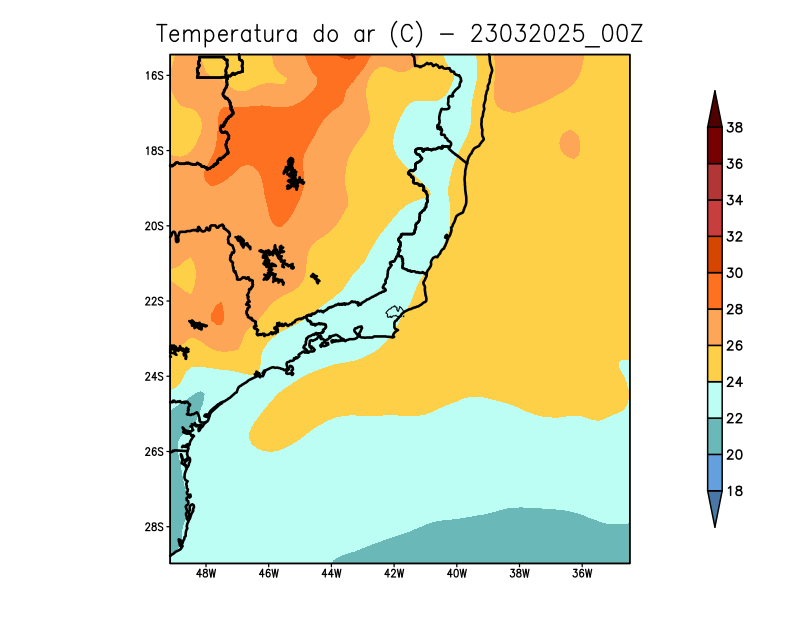 Temperatura do ar (C) – 23032025_00Z
16S
18S
20S
22S
24S
26S
28S
48W 46W 44W 42W 40W 38W 36W
38
36
34
32
30
28
26
24
22
20
18